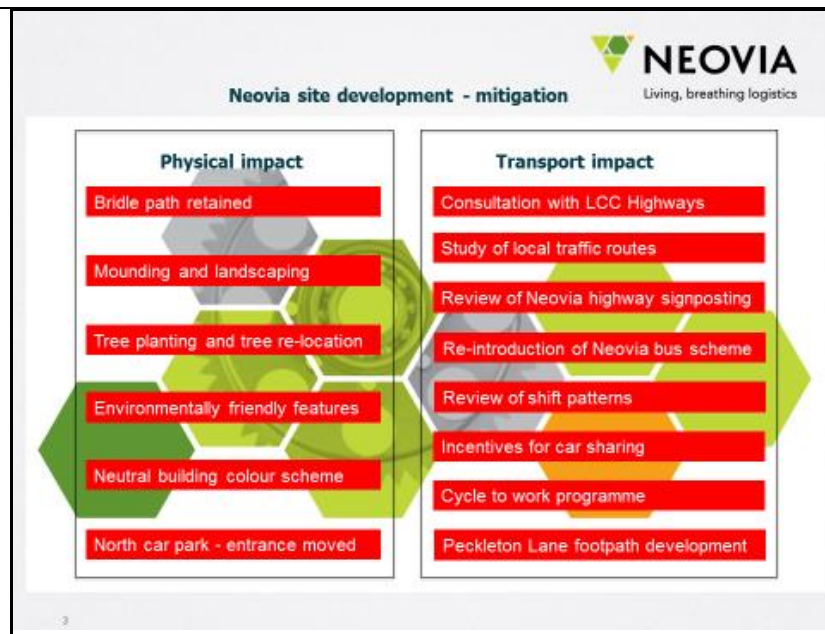 NEOVIA
Living, breathing logistics
Neovia site development - mitigation
Physical impact
Bridle path retained
Mounding and landscaping
Tree planting and tree re-location
Environmentally friendly features
Neutral building colour scheme
North car park - entrance moved
Transport impact
Consultation with LCC Highways
Study of local traffic routes
Review of Neovia highway signposting
Re-introduction of Neovia bus scheme
Review of shift patterns
Incentives for car sharing
Cycle to work programme
Peckleton Lane footpath development
3